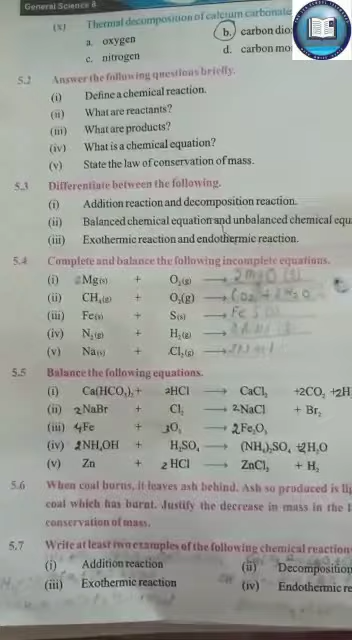 General Science 8
(x) Thermal decomposition of calcium carbonate
a. oxygen b. carbon dio
c. nitrogen d. carbon mo
5.2 Answer the following questions briefly.
(i) Define a chemical reaction.
(ii) What are reactants?
(iii) What are products?
(iv) What is a chemical equation?
(v) State the law of conservation of mass.
5.3 Differentiate between the following.
(i) Addition reaction and decomposition reaction.
(ii) Balanced chemical equation and unbalanced chemical equ
(iii) Exothermic reaction and endothermic reaction.
5.4 Complete and balance the following incomplete equations.
(i) 2Mg(s) + O₂(g) ⟶ 2MgO (s)
(ii) CH₄(g) + O₂(g) ⟶ CO₂ + 2H₂O
(iii) Fe(s) + S(s) ⟶ FeS
(iv) N₂(g) + H₂(g) ⟶
(v) Na(s) + Cl₂(g) ⟶
5.5 Balance the following equations.
(i) Ca(HCO₃)₂ + 2HCl ⟶ CaCl₂ +2CO₂ +2H
(ii) 2NaBr + Cl₂ ⟶ 2NaCl + Br₂
(iii) 4Fe + 3O₂ ⟶ 2Fe₂O₃
(iv) 2NH₄OH + H₂SO₄ ⟶ (NH₄)₂SO₄ +2H₂O
(v) Zn + 2HCl ⟶ ZnCl₂ + H₂
5.6 When coal burns, it leaves ash behind. Ash so produced is lig
coal which has burnt. Justify the decrease in mass in the l
conservation of mass.
5.7 Write at least two examples of the following chemical reaction
(i) Addition reaction (ii) Decomposition
(iii) Exothermic reaction (iv) Endothermic re